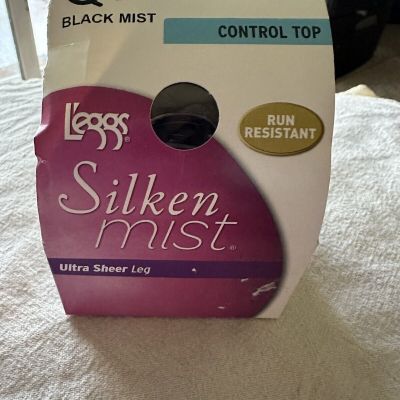 BLACK MIST
CONTROL TOP
L'eggs®
RUN
RESISTANT
Silken
mist®
Ultra Sheer Leg